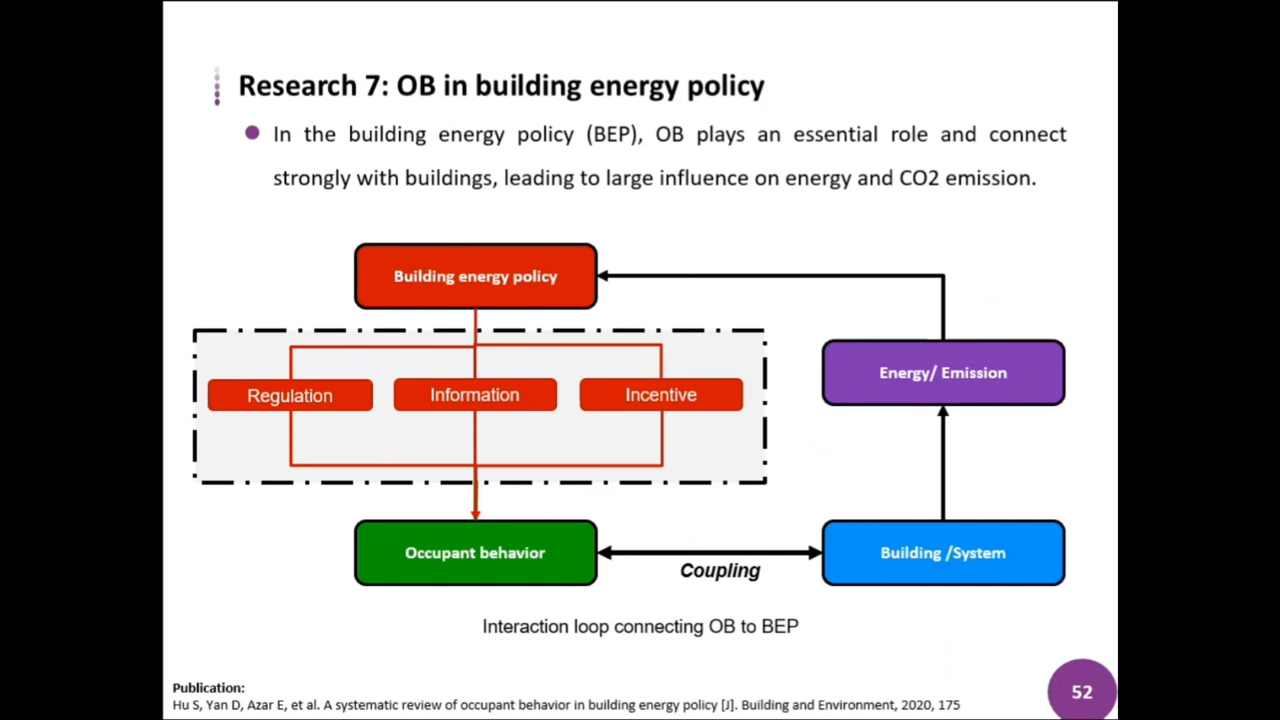 Research 7: OB in building energy policy
In the building energy policy (BEP), OB plays an essential role and connect
strongly with buildings, leading to large influence on energy and CO2 emission.
Building energy policy
Energy/ Emission
Regulation
Information
Incentive
Occupant behavior
Building /System
Coupling
Interaction loop connecting OB to BEP
Publication:
Hu S, Yan D, Azar E, et al. A systematic review of occupant behavior in building energy policy [J]. Building and Environment, 2020, 175
52